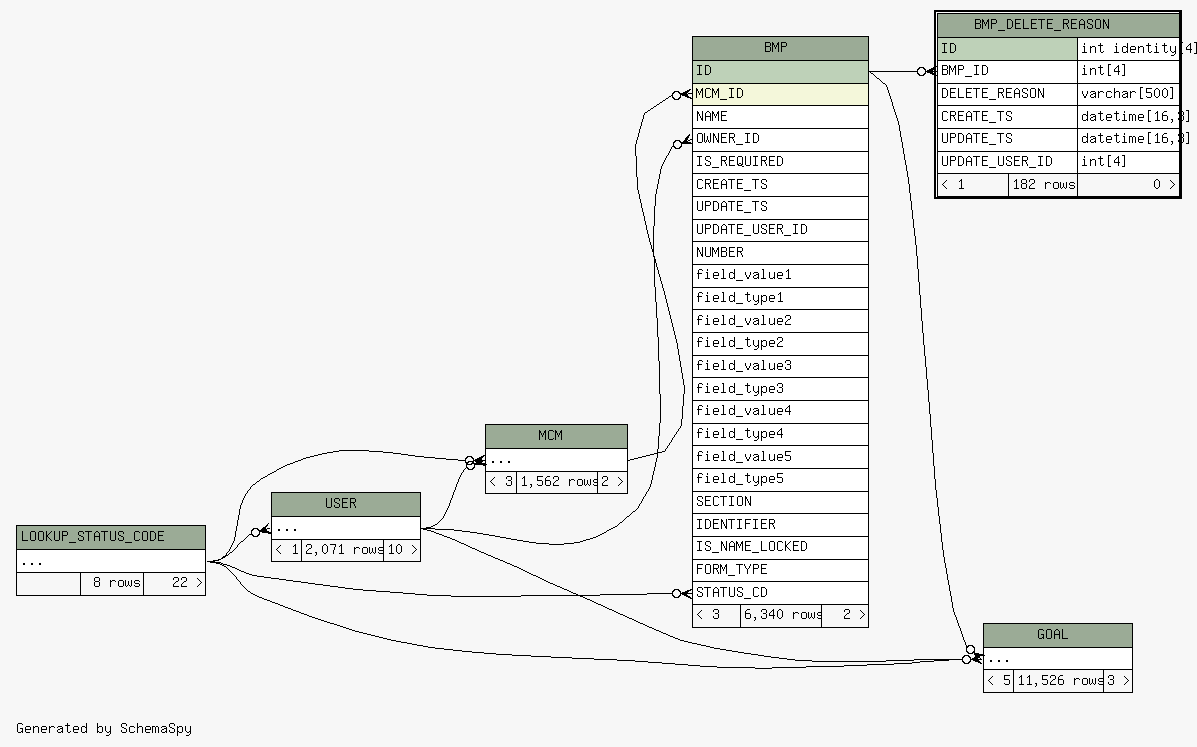 BMP_DELETE_REASON
ID int identity[4]
BMP_ID int[4]
DELETE_REASON varchar[500]
CREATE_TS datetime[16,3]
UPDATE_TS datetime[16,3]
UPDATE_USER_ID int[4]
< 1 182 rows 0 >
BMP
ID
MCM_ID
NAME
OWNER_ID
IS_REQUIRED
CREATE_TS
UPDATE_TS
UPDATE_USER_ID
NUMBER
field_value1
field_type1
field_value2
field_type2
field_value3
field_type3
field_value4
field_type4
field_value5
field_type5
SECTION
IDENTIFIER
IS_NAME_LOCKED
FORM_TYPE
STATUS_CD
< 3 6,340 rows 2 >
MCM
...
< 3 1,562 rows 2 >
USER
...
< 1 2,071 rows 10 >
LOOKUP_STATUS_CODE
...
8 rows 22 >
GOAL
...
< 5 11,526 rows 3 >
Generated by SchemaSpy